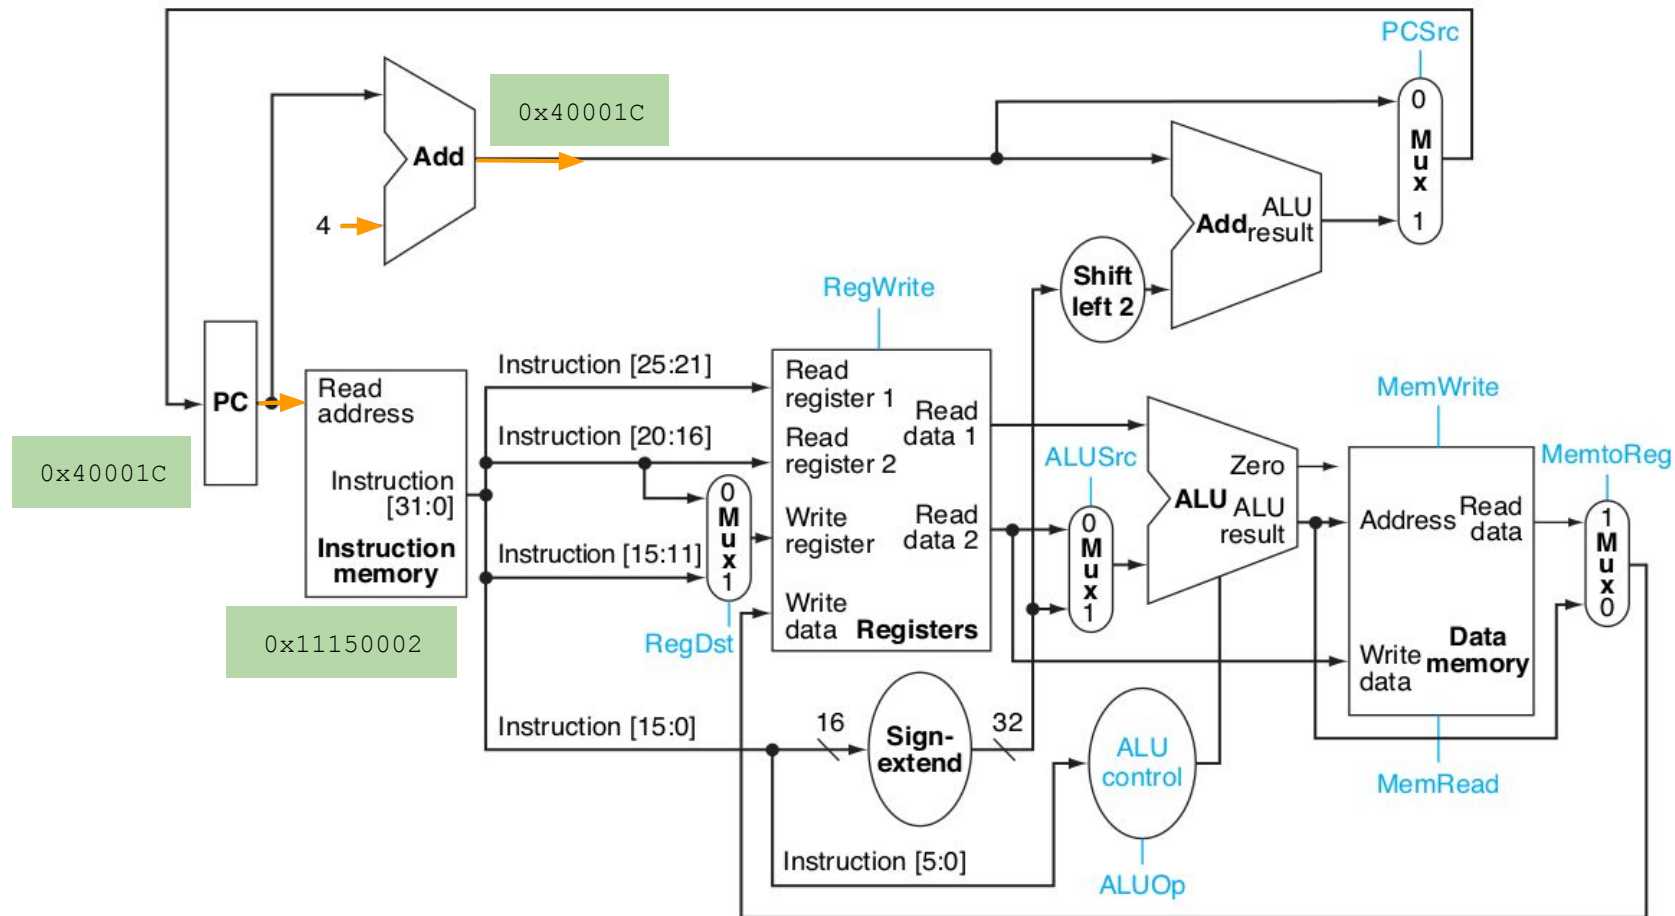 PCSrc
0x40001C
0
M
u
x
1
Add
4
Add
ALU
result
Shift
left 2
RegWrite
PC
0x40001C
Read
address
Instruction
[31:0]
Instruction
memory
0x11150002
Instruction [25:21]
Instruction [20:16]
Instruction [15:11]
Instruction [15:0]
Instruction [5:0]
0
M
u
x
1
RegDst
Read
register 1
Read
register 2
Write
register
Write
data
Read
data 1
Read
data 2
Registers
16
Sign-
extend
32
ALUSrc
0
M
u
x
1
ALU
Zero
ALU
result
ALU
control
ALUOp
MemWrite
Address
Read
data
Write
data
Data
memory
MemRead
MemtoReg
1
M
u
x
0